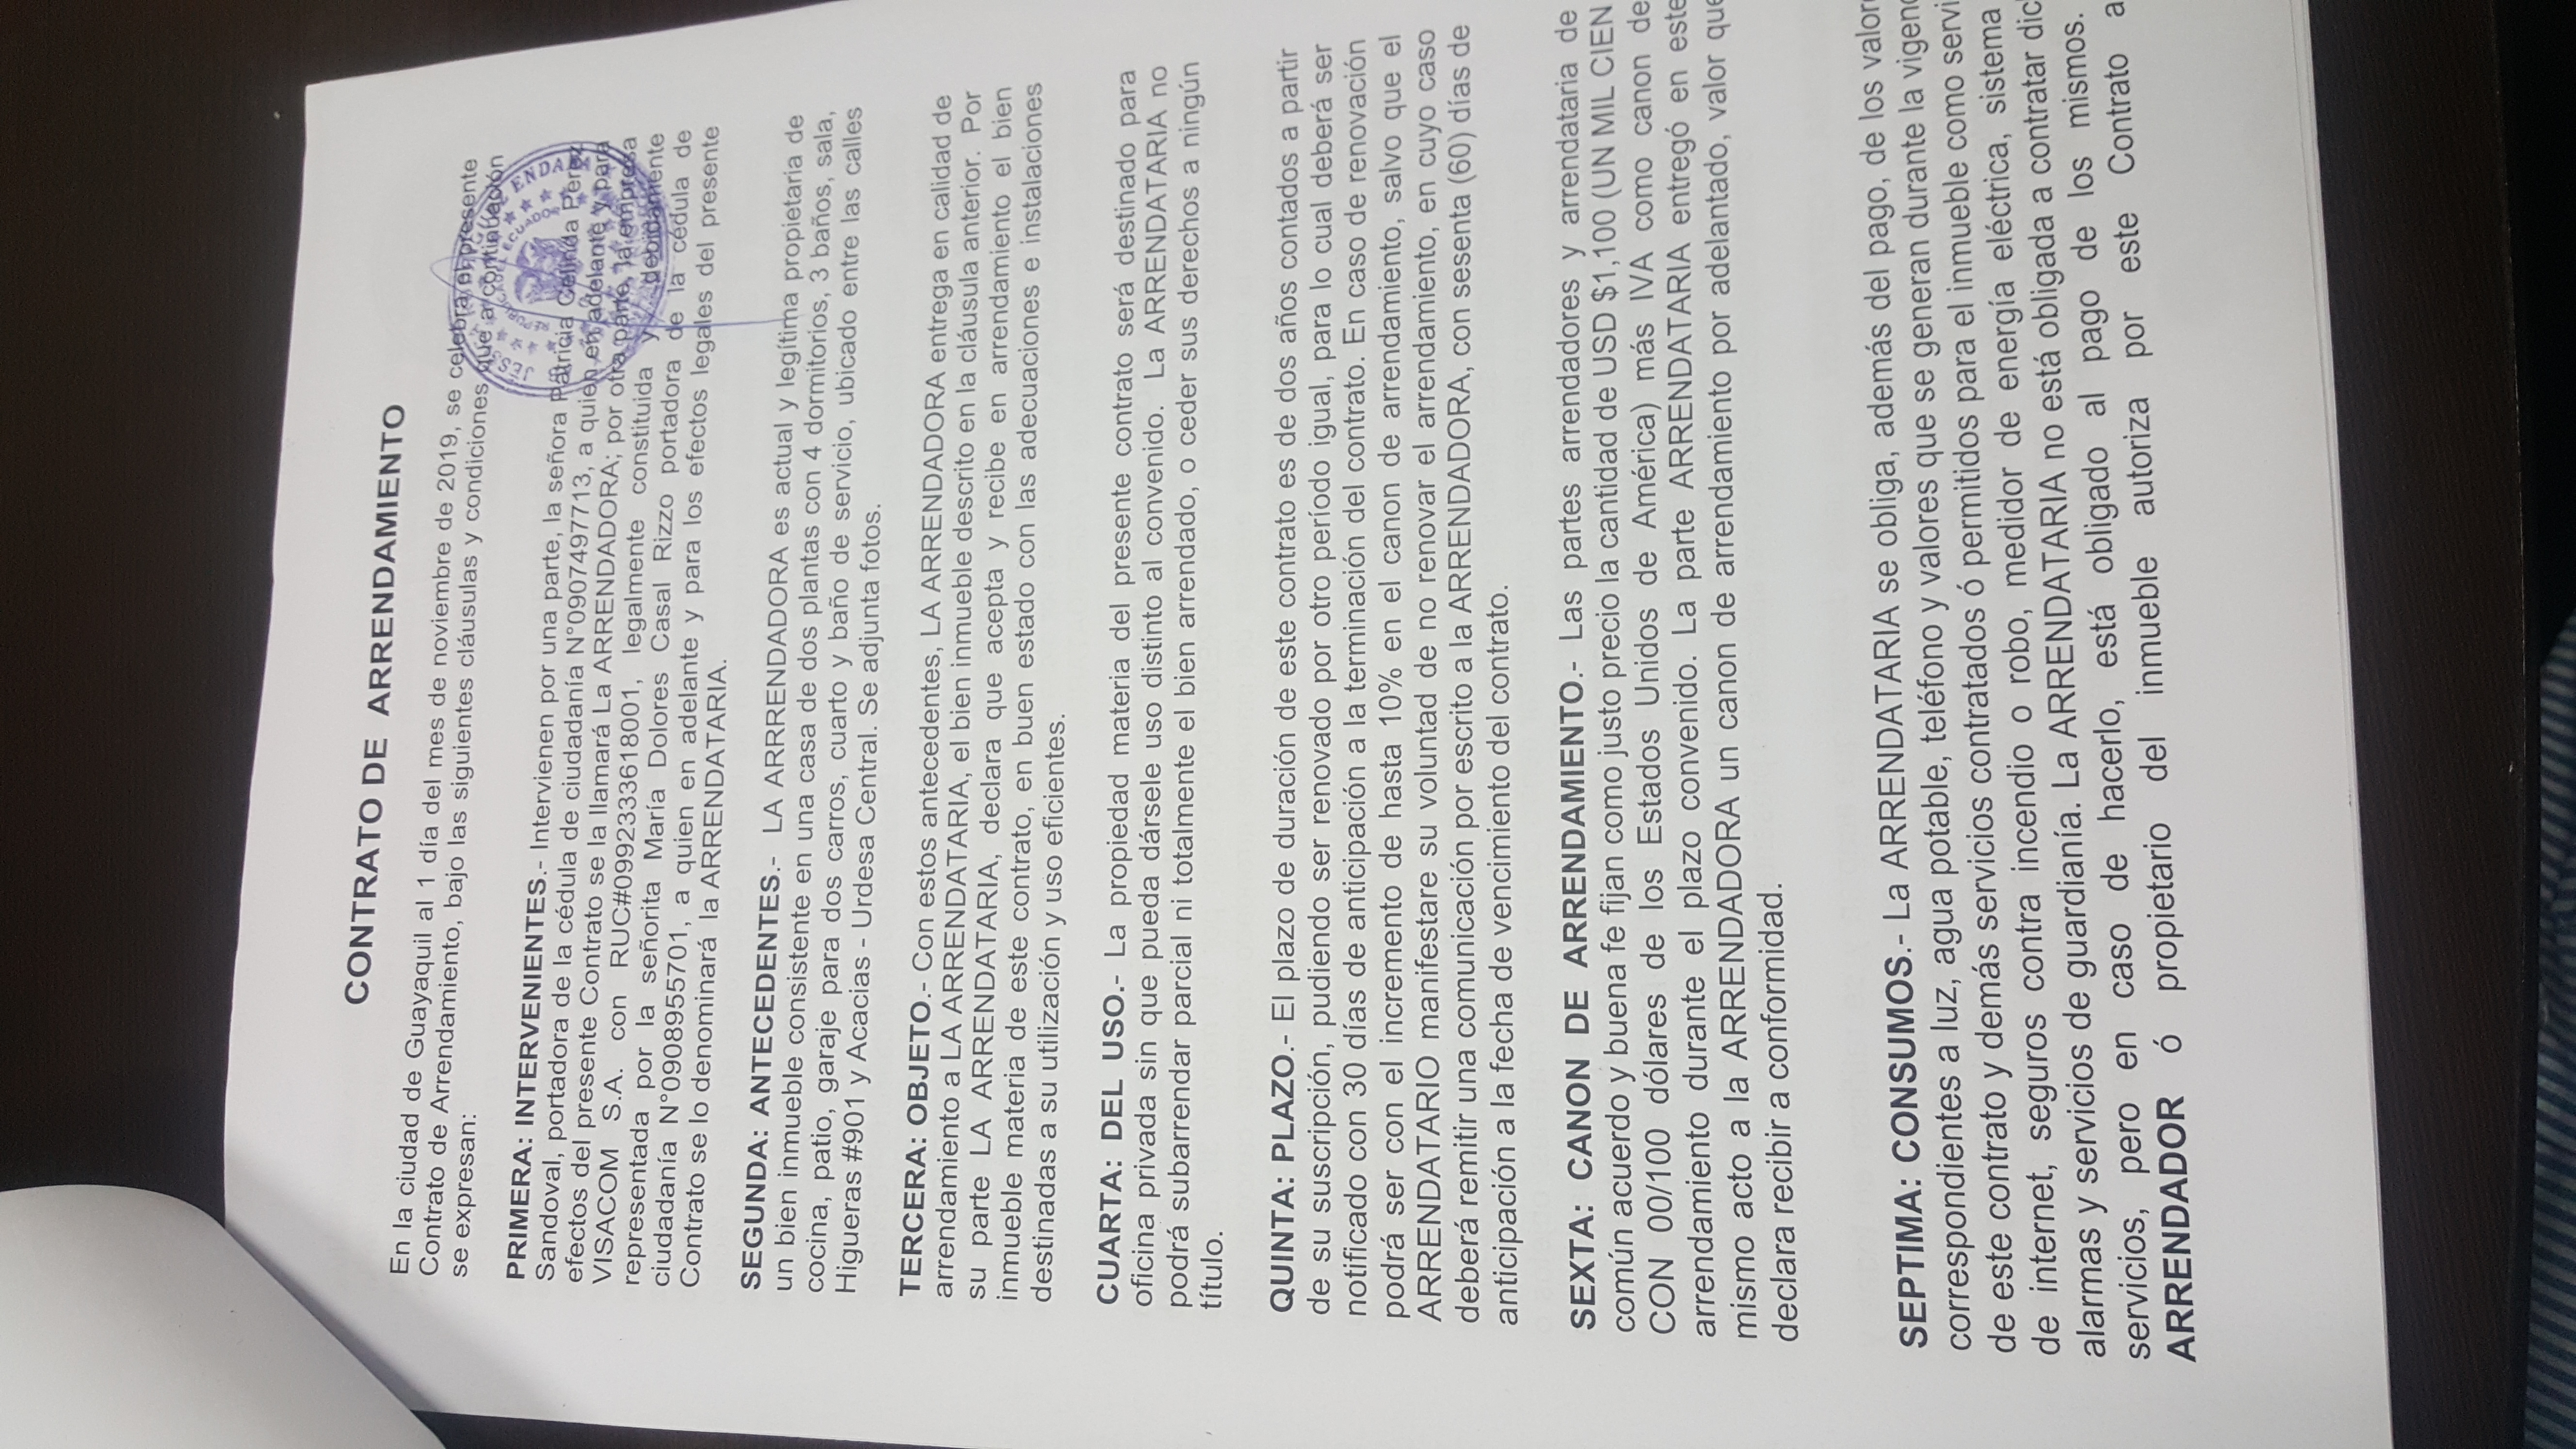 CONTRATO DE ARRENDAMIENTO
En la ciudad de Guayaquil al 1 día del mes de noviembre de 2019, se celebra el presente
Contrato de Arrendamiento, bajo las siguientes cláusulas y condiciones que a continuación
se expresan:
PRIMERA: INTERVENIENTES.- Intervienen por una parte, la señora Patricia Celinda Perez
Sandoval, portadora de la cédula de ciudadanía N°0907497713, a quien en adelante y para
efectos del presente Contrato se la llamará La ARRENDADORA; por otra parte, la empresa
VISACOM S.A. con RUC#0992333618001, legalmente constituida y debidamente
representada por la señorita María Dolores Casal Rizzo portadora de la cédula de
ciudadanía N°0908955701, a quien en adelante y para los efectos legales del presente
Contrato se lo denominará la ARRENDATARIA.
REPÚBLICA DEL ECUADOR
SEGUNDA: ANTECEDENTES.- LA ARRRENDADORA es actual y legítima propietaria de
un bien inmueble consistente en una casa de dos plantas con 4 dormitorios, 3 baños, sala,
cocina, patio, garaje para dos carros, cuarto y baño de servicio, ubicado entre las calles
Higueras #901 y Acacias - Urdesa Central. Se adjunta fotos.
TERCERA: OBJETO.- Con estos antecedentes, LA ARRENDADORA entrega en calidad de
arrendamiento a LA ARRENDATARIA, el bien inmueble descrito en la cláusula anterior. Por
su parte LA ARRENDATARIA, declara que acepta y recibe en arrendamiento el bien
inmueble materia de este contrato, en buen estado con las adecuaciones e instalaciones
destinadas a su utilización y uso eficientes.
CUARTA: DEL USO.- La propiedad materia del presente contrato será destinado para
oficina privada sin que pueda dársele uso distinto al convenido. La ARRENDATARIA no
podrá subarrendar parcial ni totalmente el bien arrendado, o ceder sus derechos a ningún
título.
QUINTA: PLAZO.- El plazo de duración de este contrato es de dos años contados a partir
de su suscripción, pudiendo ser renovado por otro período igual, para lo cual deberá ser
notificado con 30 días de anticipación a la terminación del contrato. En caso de renovación
podrá ser con el incremento de hasta 10% en el canon de arrendamiento, salvo que el
ARRENDATARIO manifestare su voluntad de no renovar el arrendamiento, en cuyo caso
deberá remitir una comunicación por escrito a la ARRENDADORA, con sesenta (60) días de
anticipación a la fecha de vencimiento del contrato.
SEXTA: CANON DE ARRENDAMIENTO.- Las partes arrendadores y arrendataria de
común acuerdo y buena fe fijan como justo precio la cantidad de USD $1,100 (UN MIL CIEN
CON 00/100 dólares de los Estados Unidos de América) más IVA como canon de
arrendamiento durante el plazo convenido. La parte ARRENDATARIA entregó en este
mismo acto a la ARRENDADORA un canon de arrendamiento por adelantado, valor que
declara recibir a conformidad.
SEPTIMA: CONSUMOS.- La ARRENDATARIA se obliga, además del pago, de los valor
correspondientes a luz, agua potable, teléfono y valores que se generan durante la vigenc
de este contrato y demás servicios contratados ó permitidos para el inmueble como servi
de internet, seguros contra incendio o robo, medidor de energía eléctrica, sistema
alarmas y servicios de guardianía. La ARRENDATARIA no está obligada a contratar dic
servicios, pero en caso de hacerlo, está obligado al pago de los mismos.
ARRENDADOR ó propietario del inmueble autoriza por este Contrato a